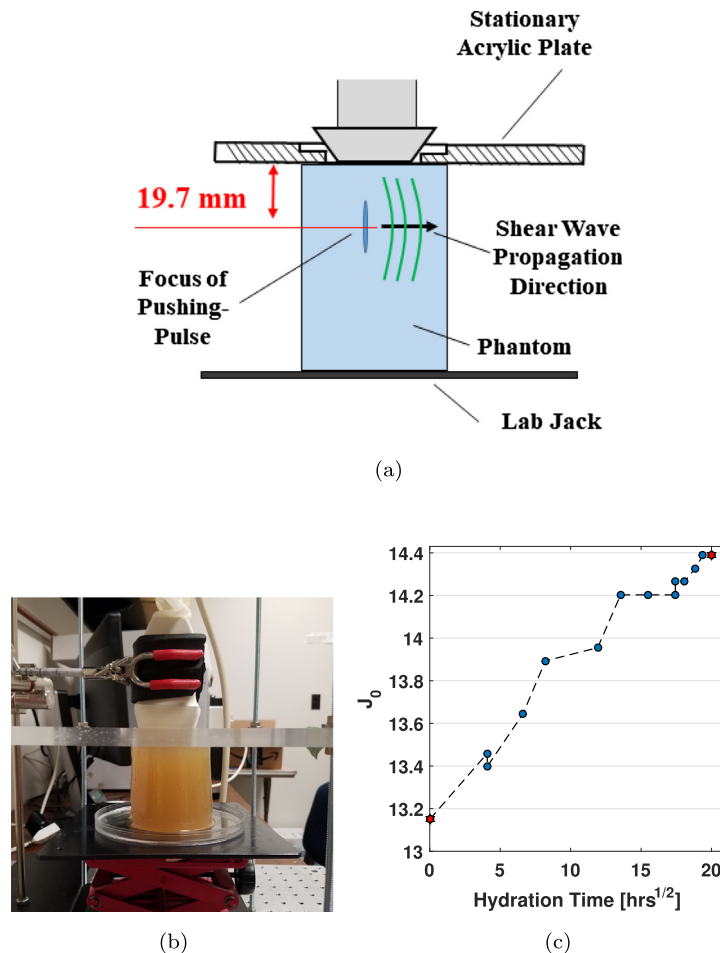 Stationary
Acrylic Plate
19.7 mm
Shear Wave
Propagation
Direction
Focus of
Pushing-
Pulse
Phantom
Lab Jack
(a)
14.4
14.2
14
13.8
13.6
13.4
13.2
13
J₀
0 5 10 15 20
Hydration Time [hrs¹ᐟ²]
(b) (c)